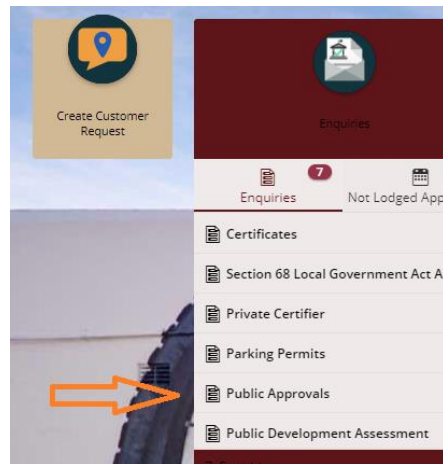 Create Customer
Request
Enquiries
7
Enquiries
Not Lodged App
Certificates
Section 68 Local Government Act A
Private Certifier
Parking Permits
Public Approvals
Public Development Assessment